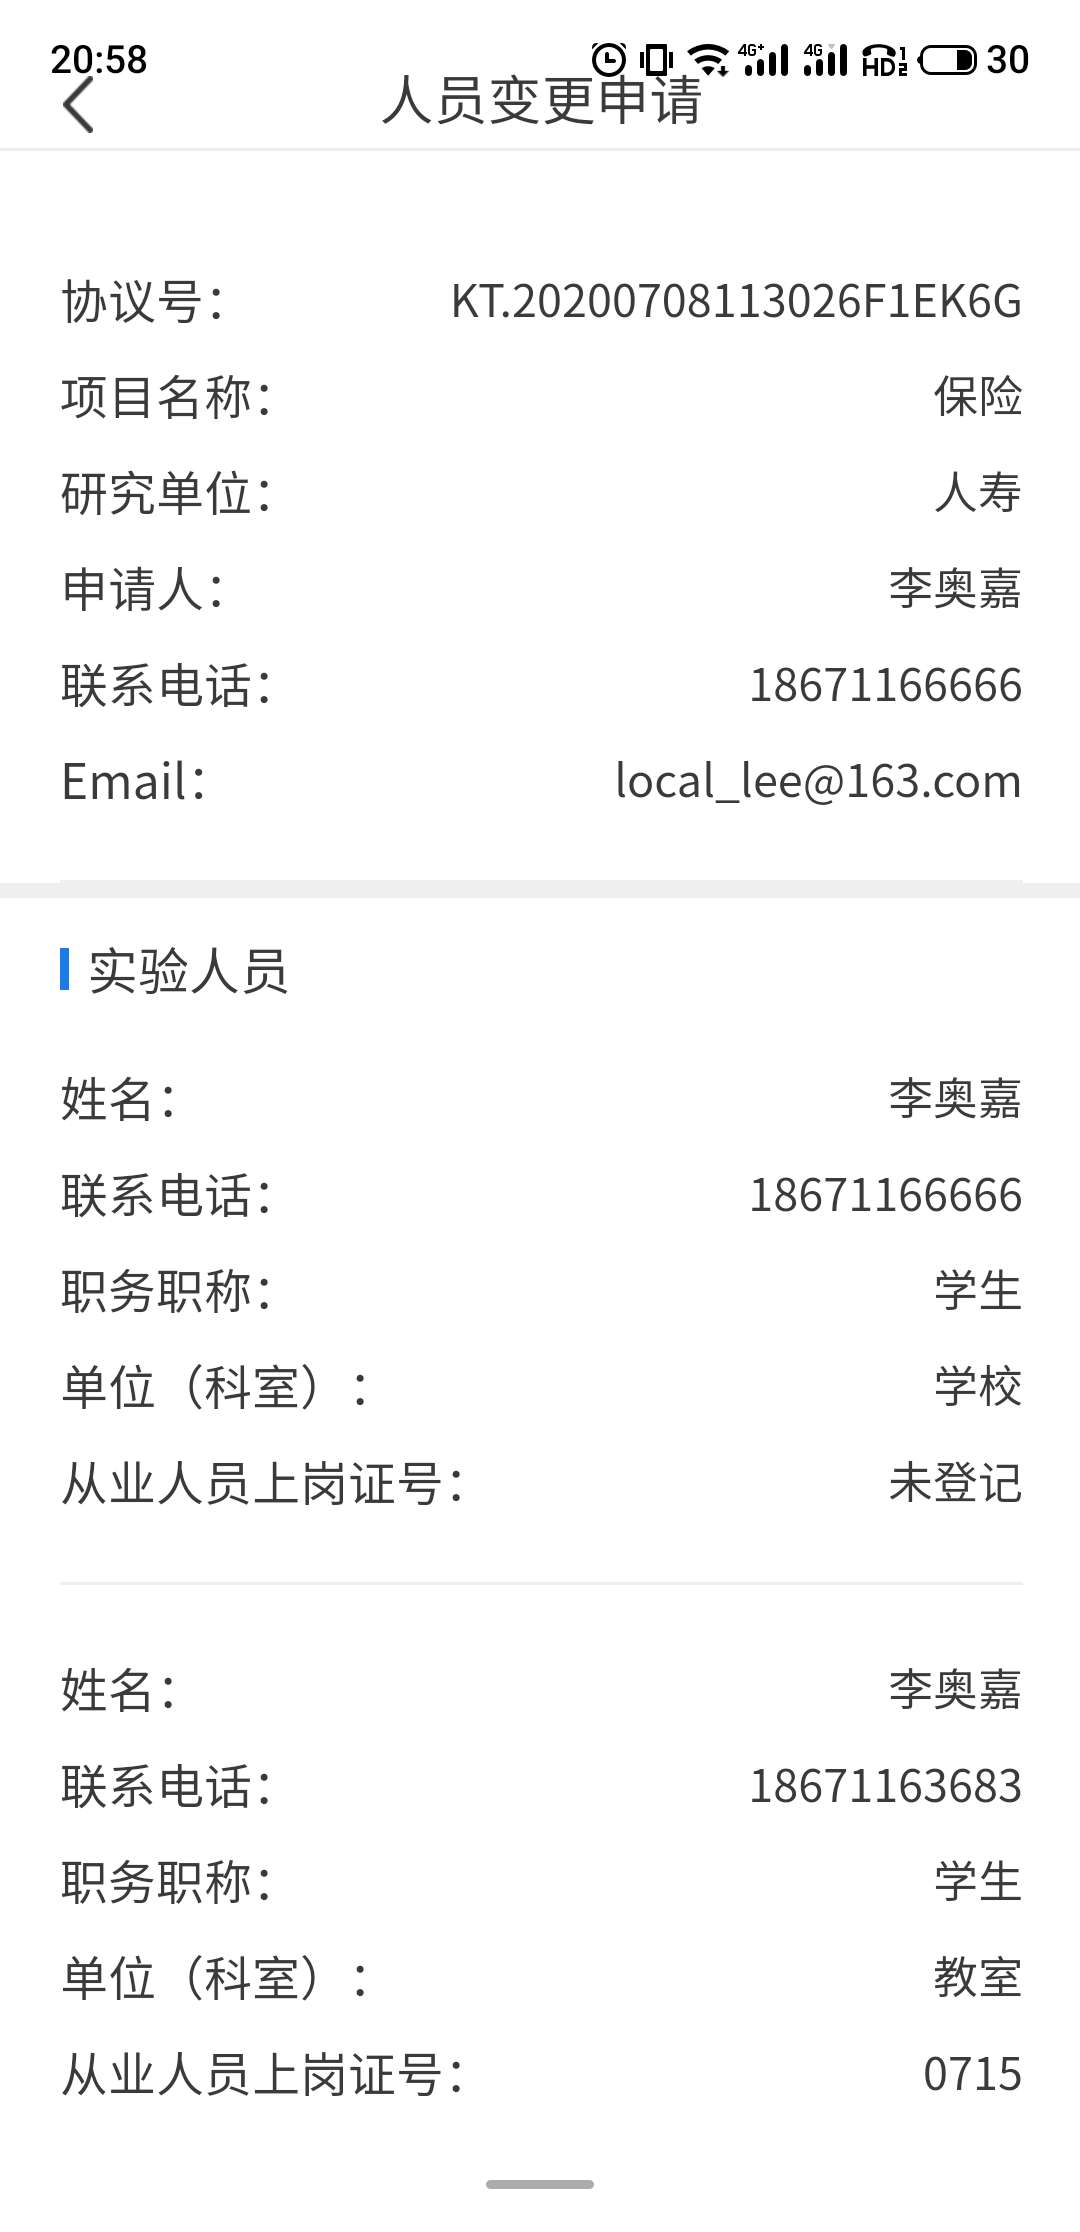 20:58 4G+ 4G HD 1 2 30
人员变更申请
协议号： KT.20200708113026F1EK6G
项目名称： 保险
研究单位： 人寿
申请人： 李奥嘉
联系电话： 18671166666
Email： local_lee@163.com
实验人员
姓名： 李奥嘉
联系电话： 18671166666
职务职称： 学生
单位（科室）： 学校
从业人员上岗证号： 未登记
姓名： 李奥嘉
联系电话： 18671163683
职务职称： 学生
单位（科室）： 教室
从业人员上岗证号： 0715